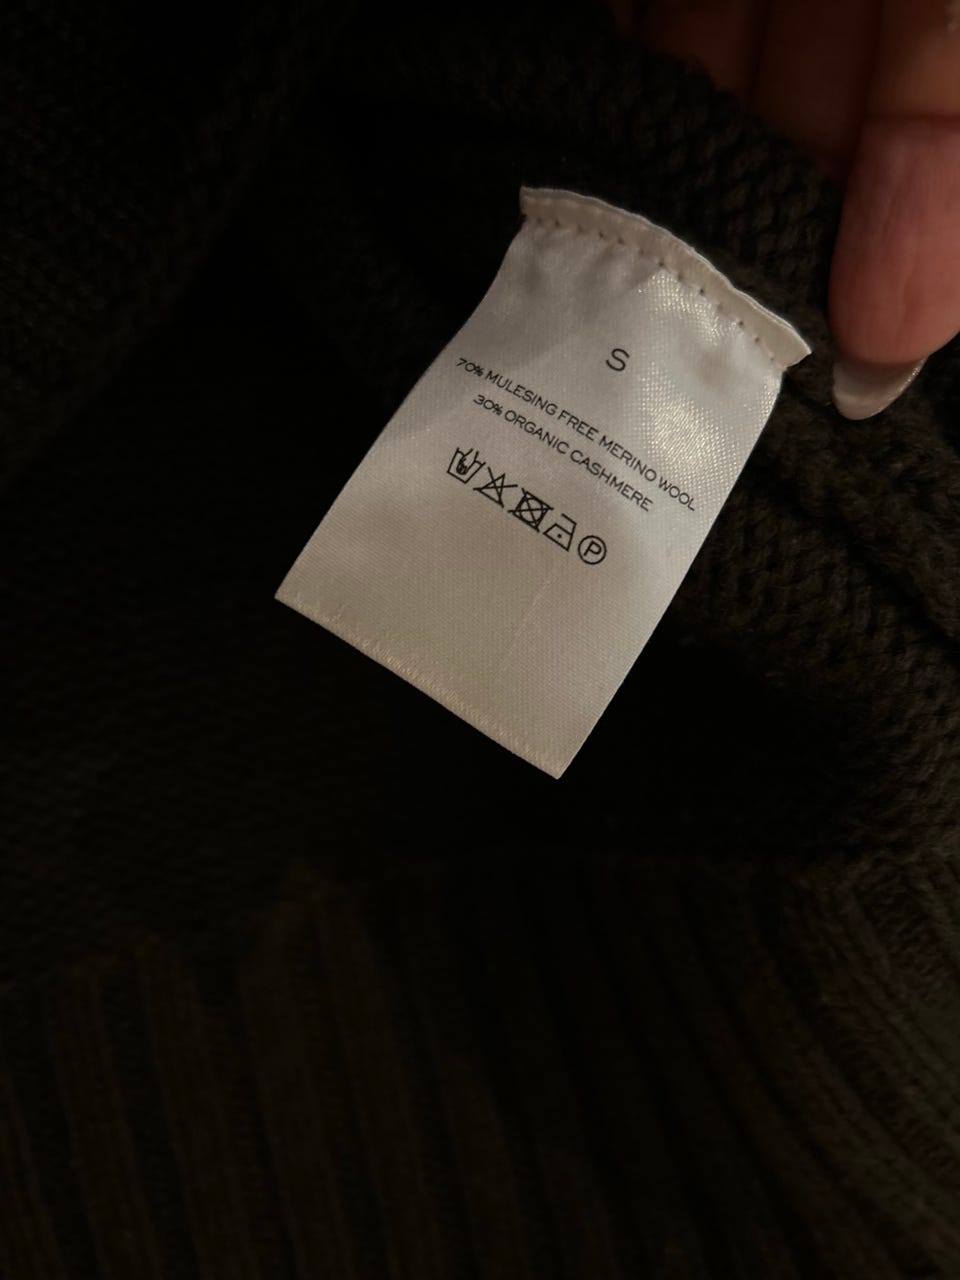 S
70% MULESING FREE MERINO WOOL
30% ORGANIC CASHMERE
P